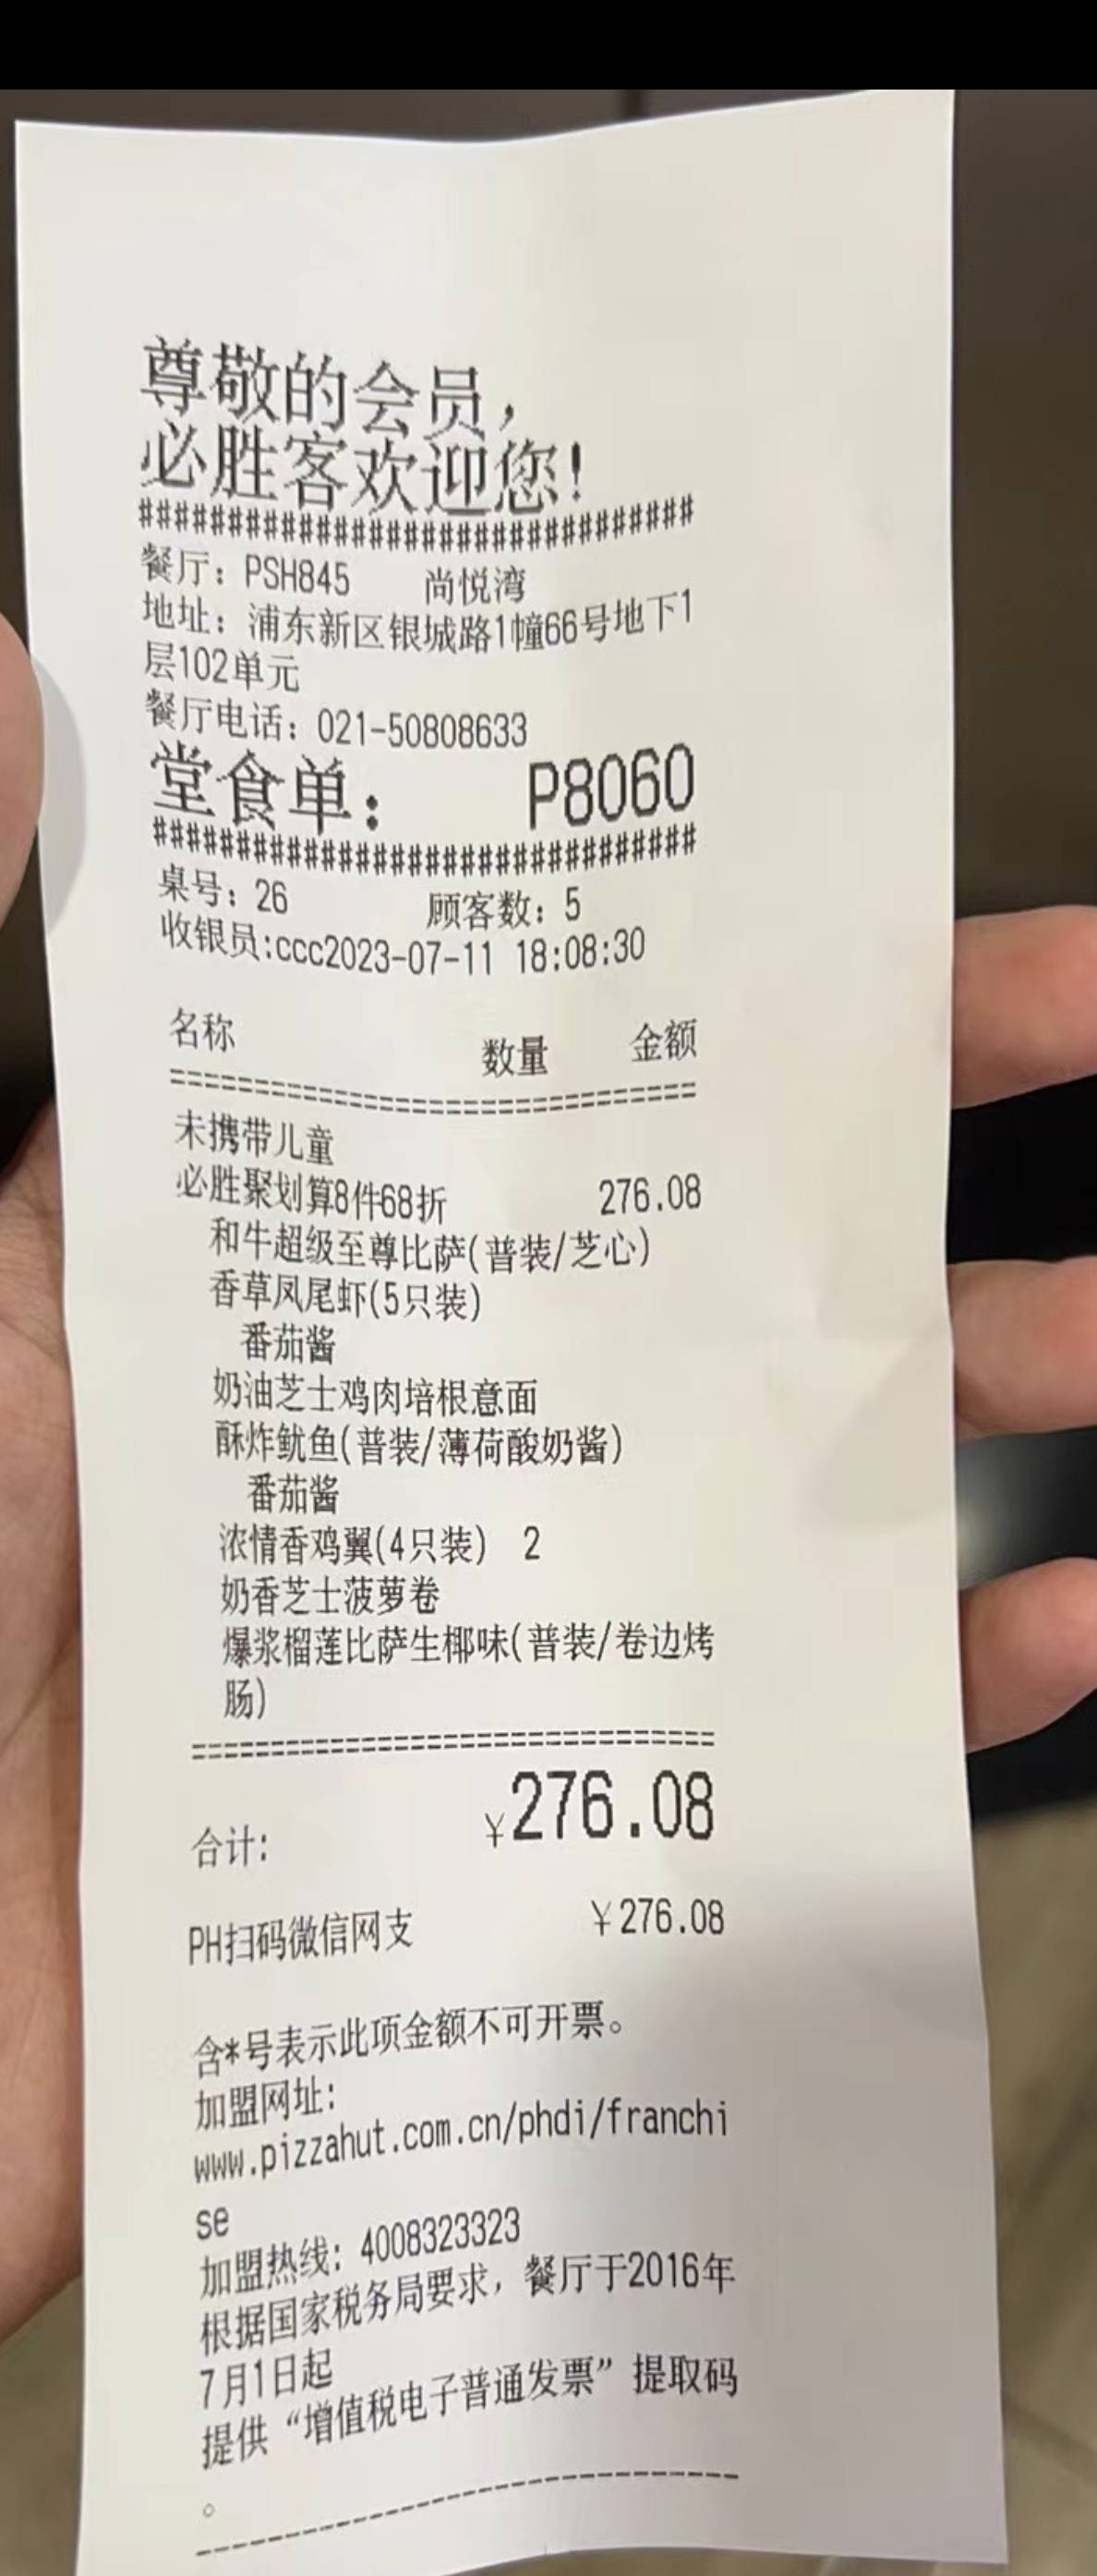 尊敬的会员，
必胜客欢迎您！
###############################
餐厅：PSH845 尚悦湾
地址：浦东新区银城路1幢66号地下1
层102单元
餐厅电话：021-50808633
堂食单： P8060
###############################
桌号：26 顾客数：5
收银员:ccc2023-07-11 18:08:30
名称 数量 金额
================================
未携带儿童
必胜聚划算8件68折 276.08
和牛超级至尊比萨(普装/芝心)
香草凤尾虾(5只装)
番茄酱
奶油芝士鸡肉培根意面
酥炸鱿鱼(普装/薄荷酸奶酱)
番茄酱
浓情香鸡翼(4只装) 2
奶香芝士菠萝卷
爆浆榴莲比萨生椰味(普装/卷边烤
肠)
================================
合计: ¥276.08
PH扫码微信网支 ¥276.08
含*号表示此项金额不可开票。
加盟网址:
www.pizzahut.com.cn/phdi/franchi
se
加盟热线: 4008323323
根据国家税务局要求，餐厅于2016年
7月1日起
提供“增值税电子普通发票”提取码
。
--------------------------------